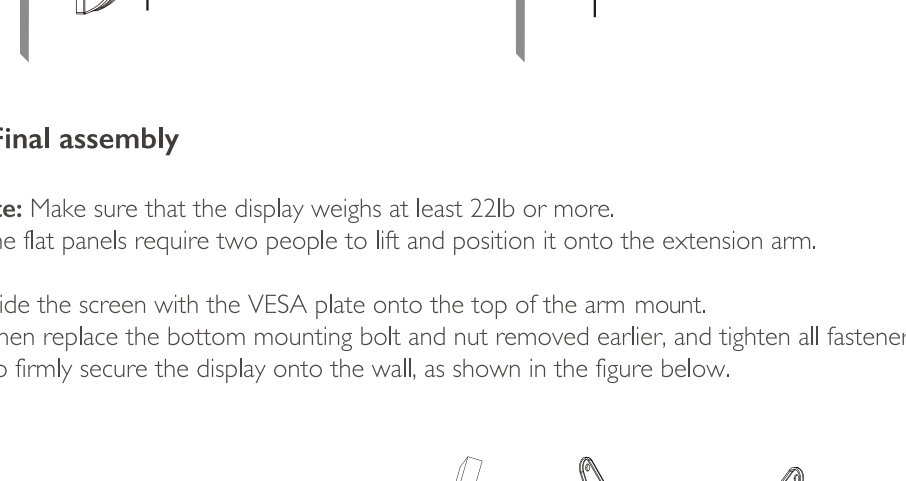 Final assembly
te: Make sure that the display weighs at least 22lb or more.
ne flat panels require two people to lift and position it onto the extension arm.
ide the screen with the VESA plate onto the top of the arm mount.
hen replace the bottom mounting bolt and nut removed earlier, and tighten all fastener
o firmly secure the display onto the wall, as shown in the figure below.